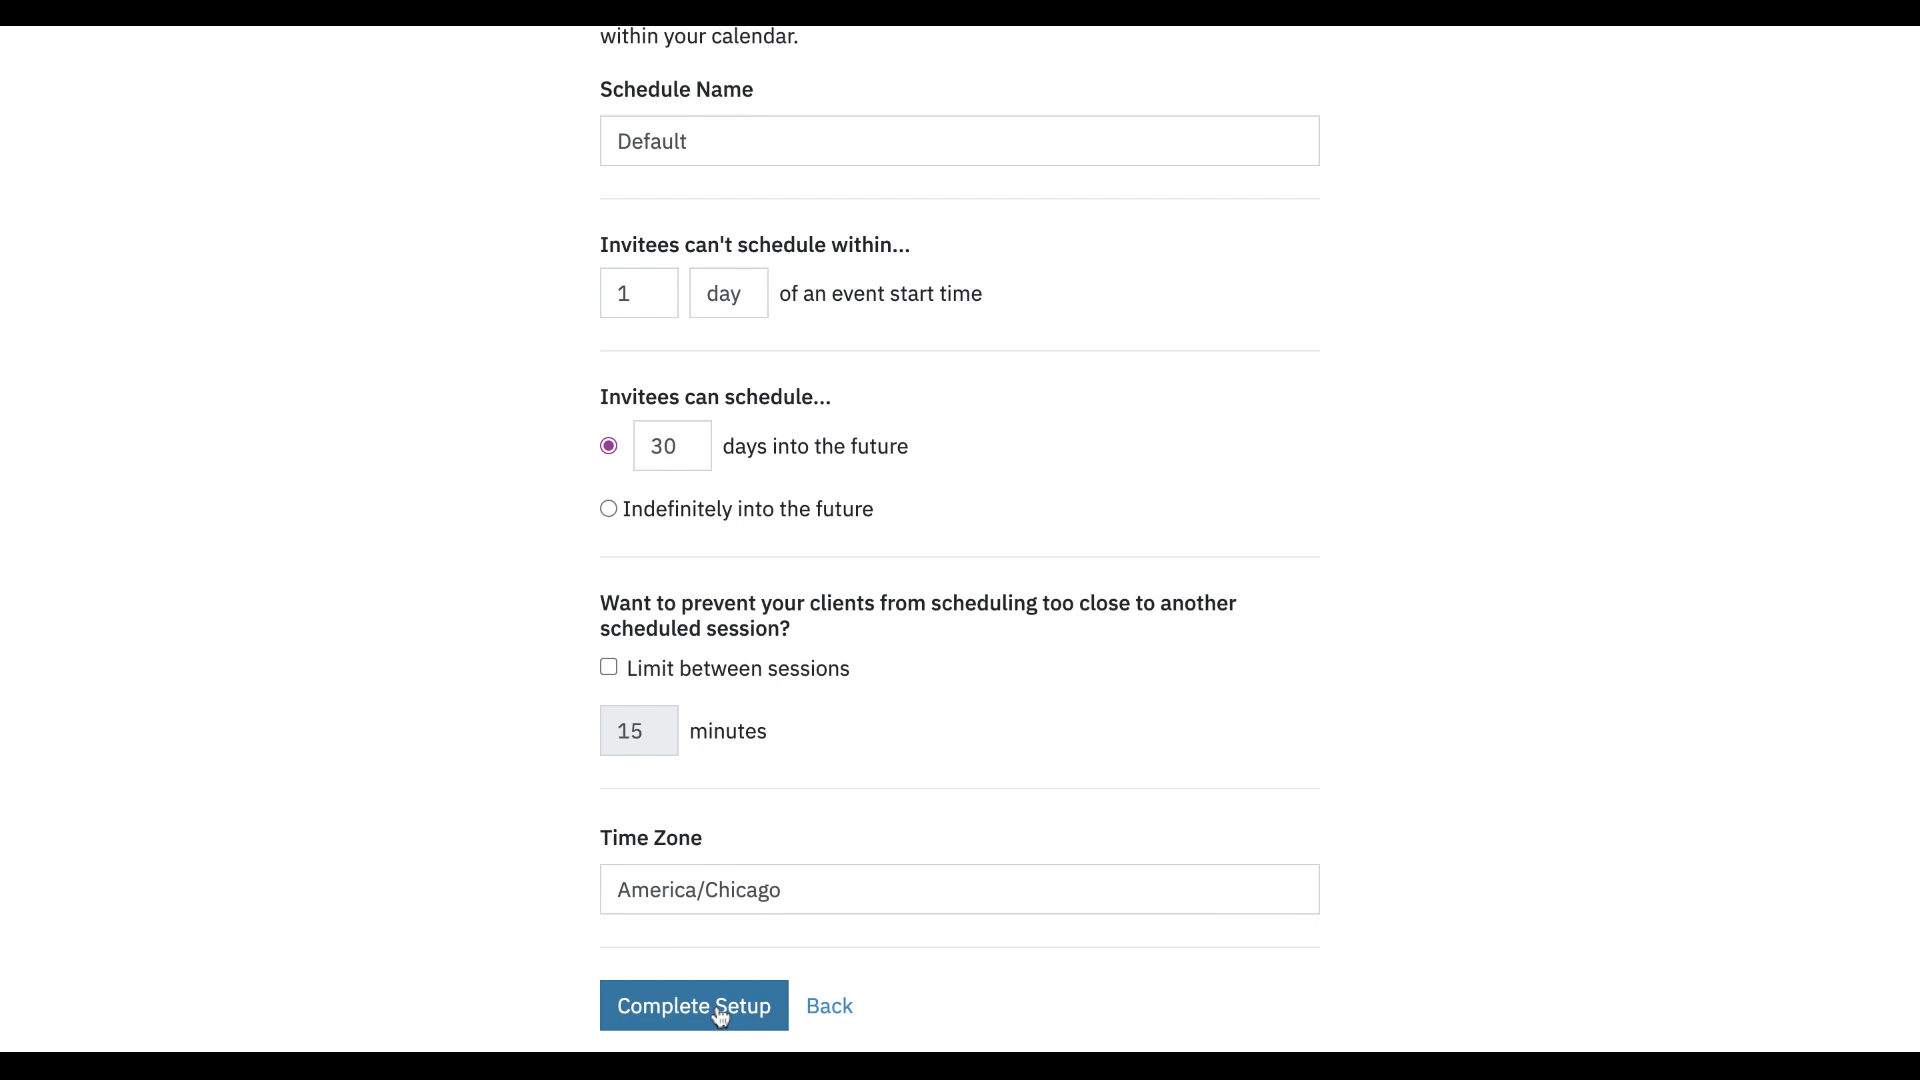 within your calendar.
Schedule Name
Default
Invitees can't schedule within...
1 day of an event start time
Invitees can schedule...
30 days into the future
Indefinitely into the future
Want to prevent your clients from scheduling too close to another
scheduled session?
Limit between sessions
15 minutes
Time Zone
America/Chicago
Complete Setup Back